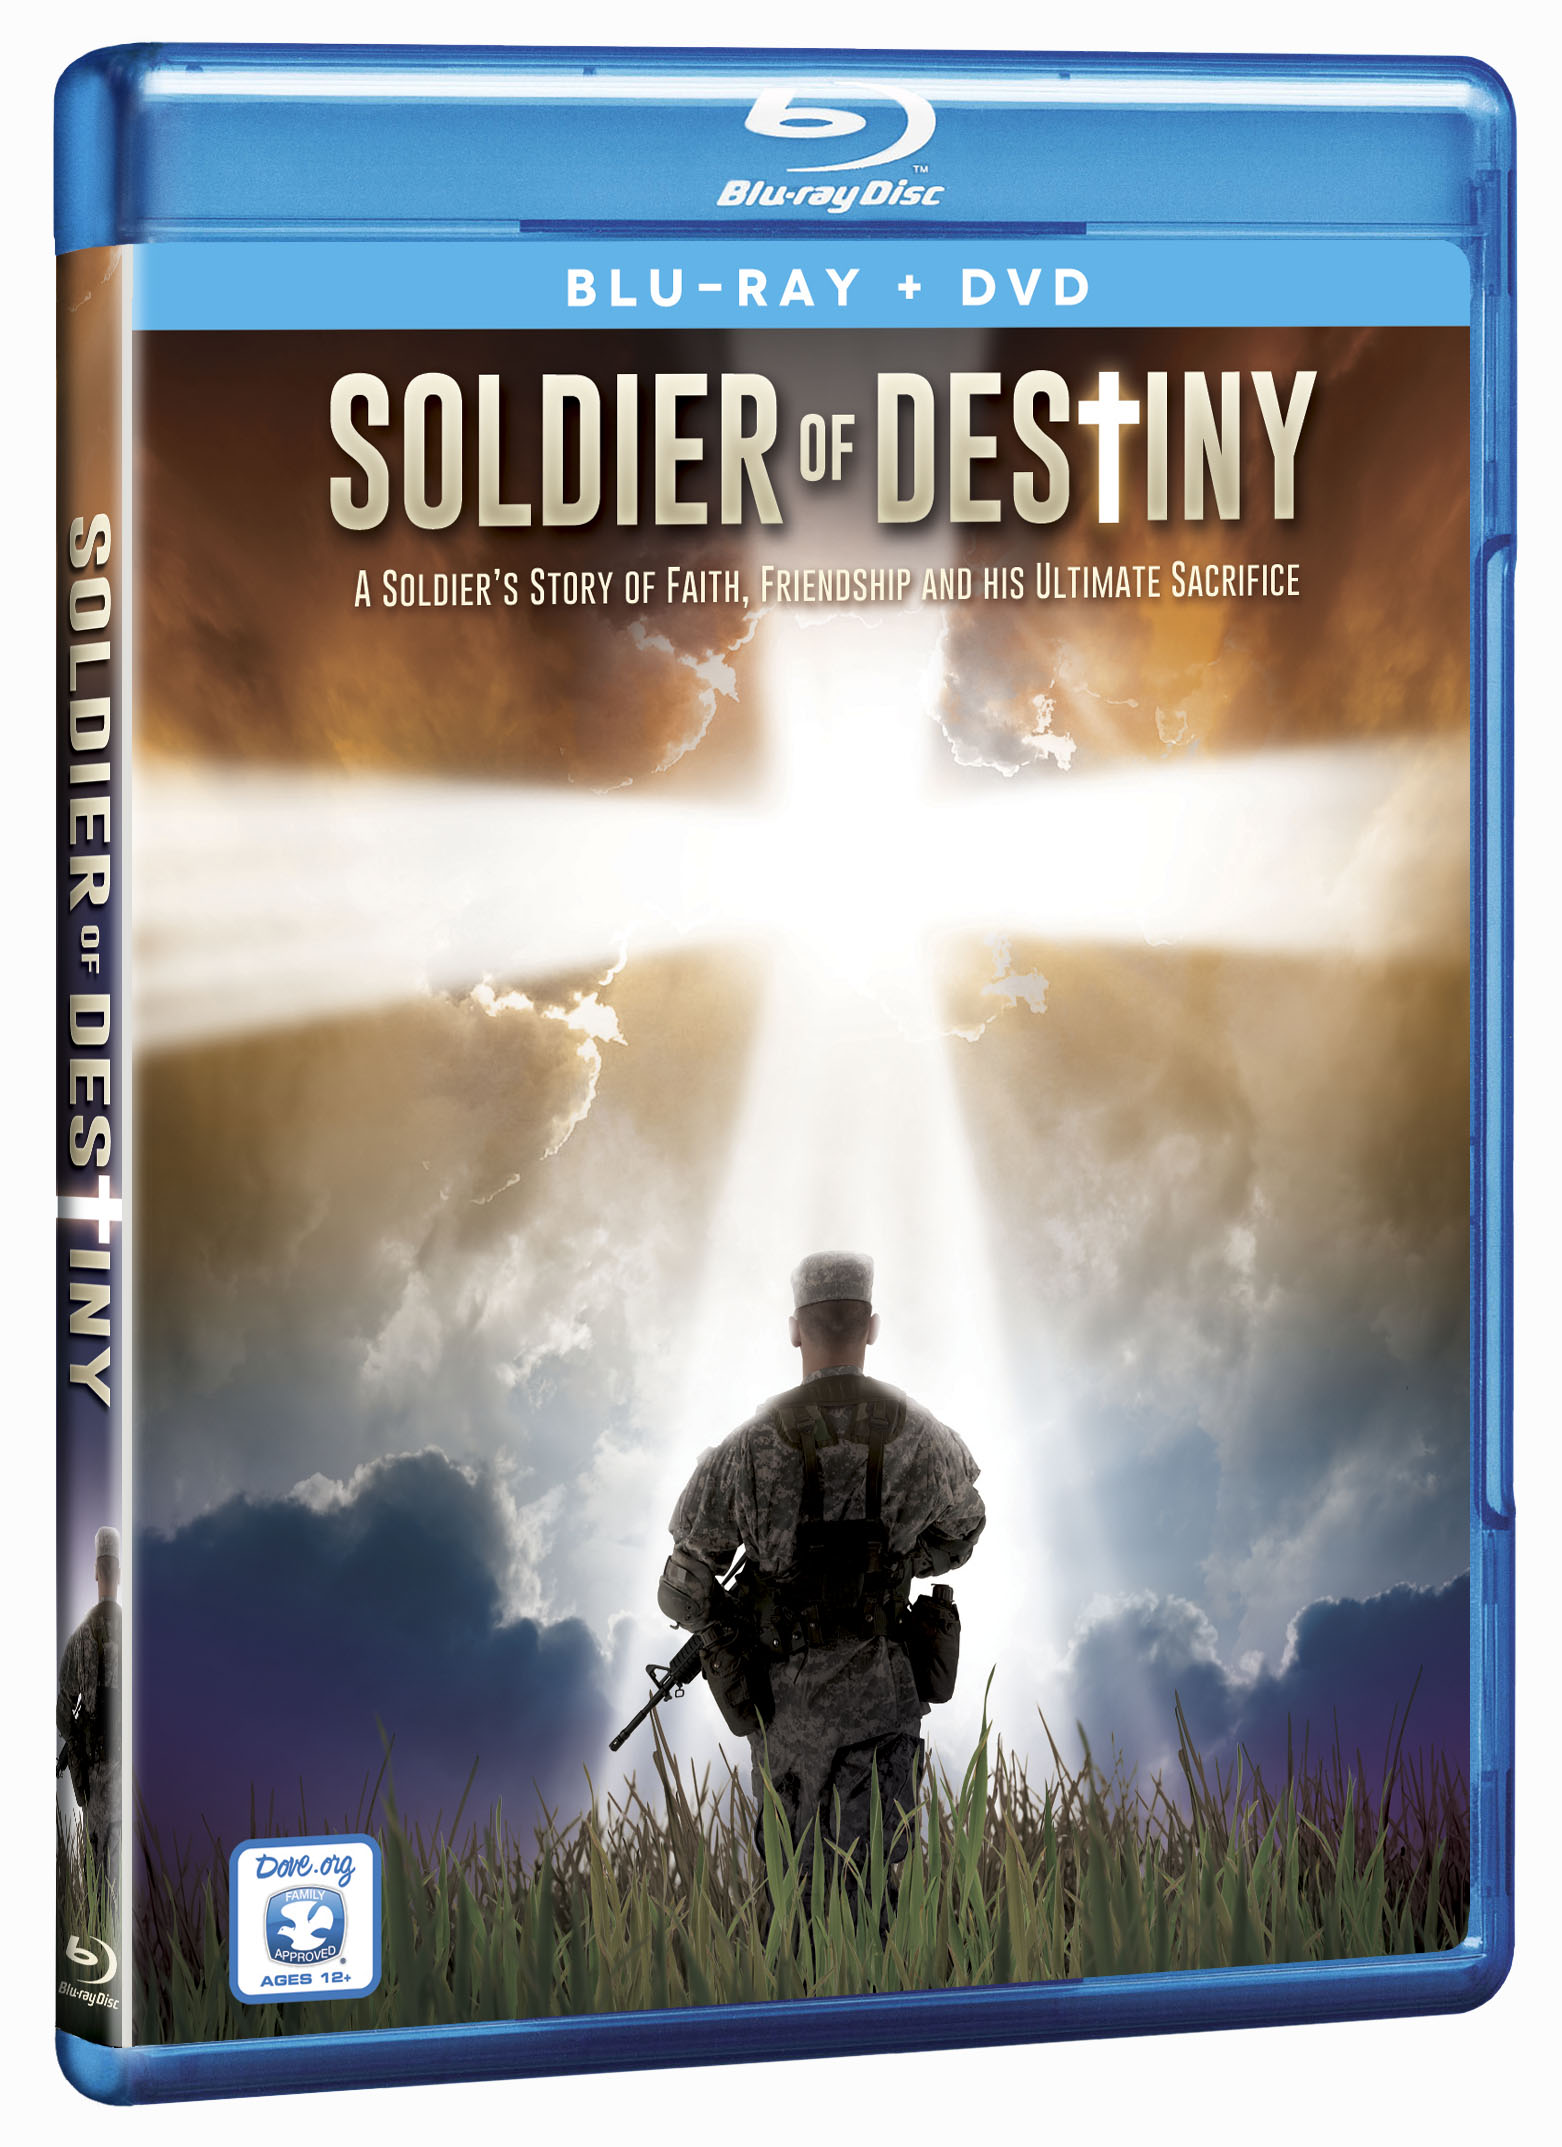 Blu-ray Disc
TM
BLU-RAY + DVD
SOLDIER OF DESTINY
A SOLDIER'S STORY OF FAITH, FRIENDSHIP AND HIS ULTIMATE SACRIFICE
SOLDIER OF DESTINY
Dove.org
FAMILY
APPROVED
®
AGES 12+
Blu-ray Disc